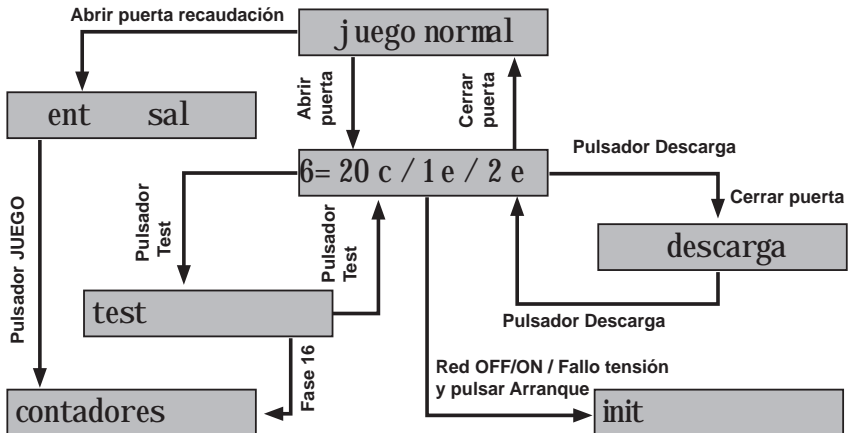 Abrir puerta recaudación
juego normal
Abrir
puerta
Cerrar
puerta
ent sal
Pulsador Descarga
6= 20 c / 1 e / 2 e
Cerrar puerta
Pulsador JUEGO
Pulsador
Test
Pulsador
Test
descarga
test
Pulsador Descarga
Fase 16
Red OFF/ON / Fallo tensión
y pulsar Arranque
contadores
init